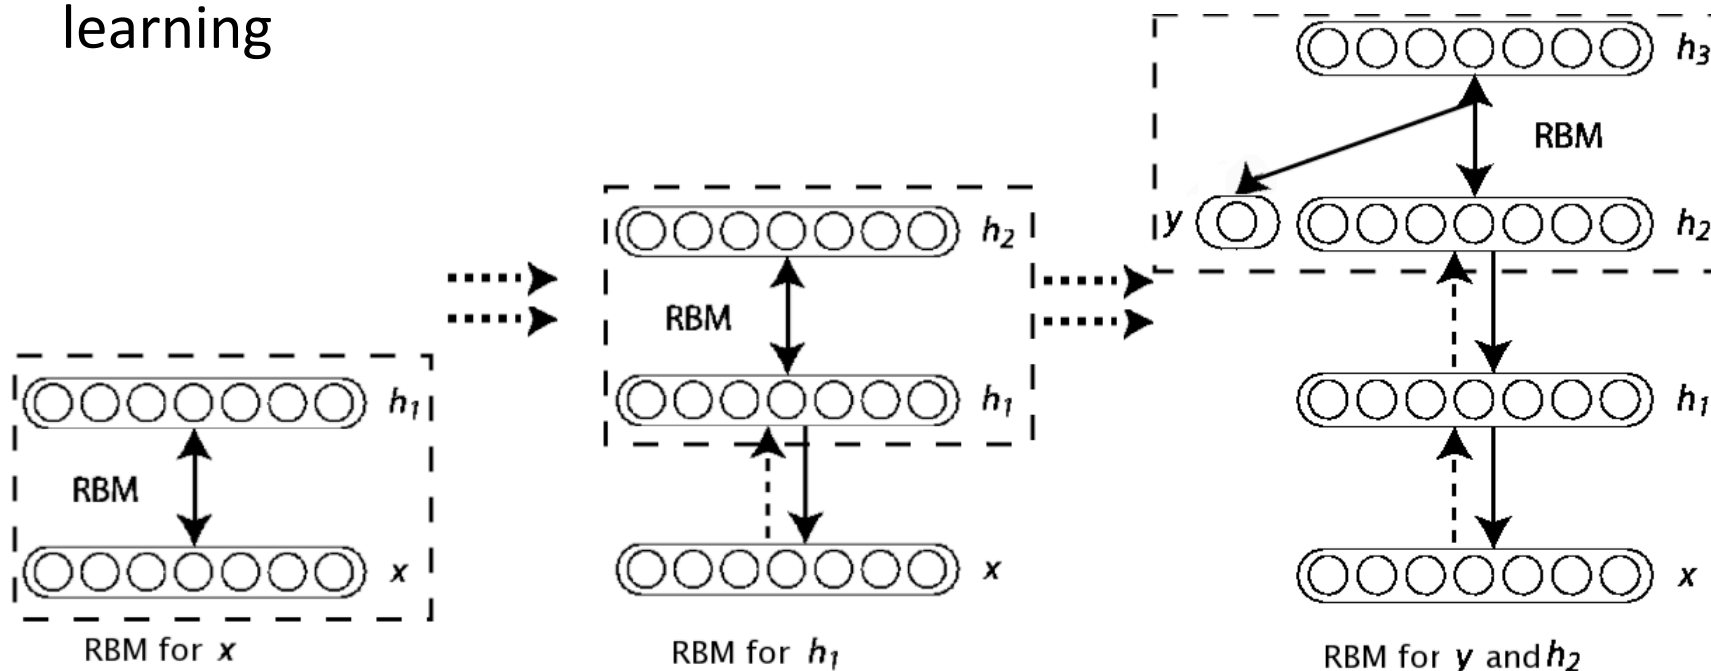 learning
h1
RBM
x
RBM for x
h2
RBM
h1
x
RBM for h1
h3
RBM
y
h2
h1
x
RBM for y and h2